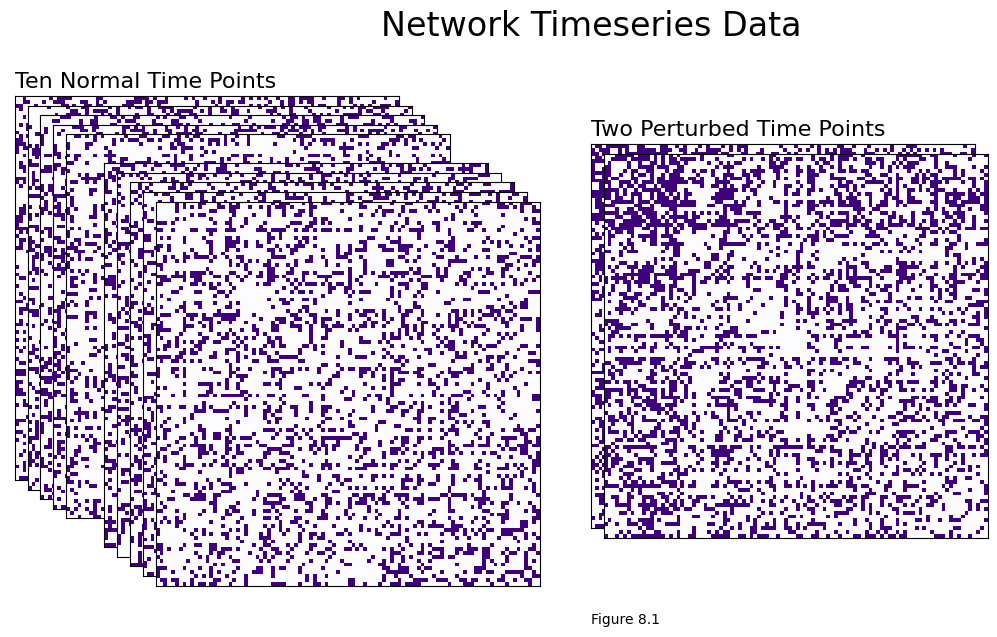 Network Timeseries Data
Ten Normal Time Points
Two Perturbed Time Points
Figure 8.1